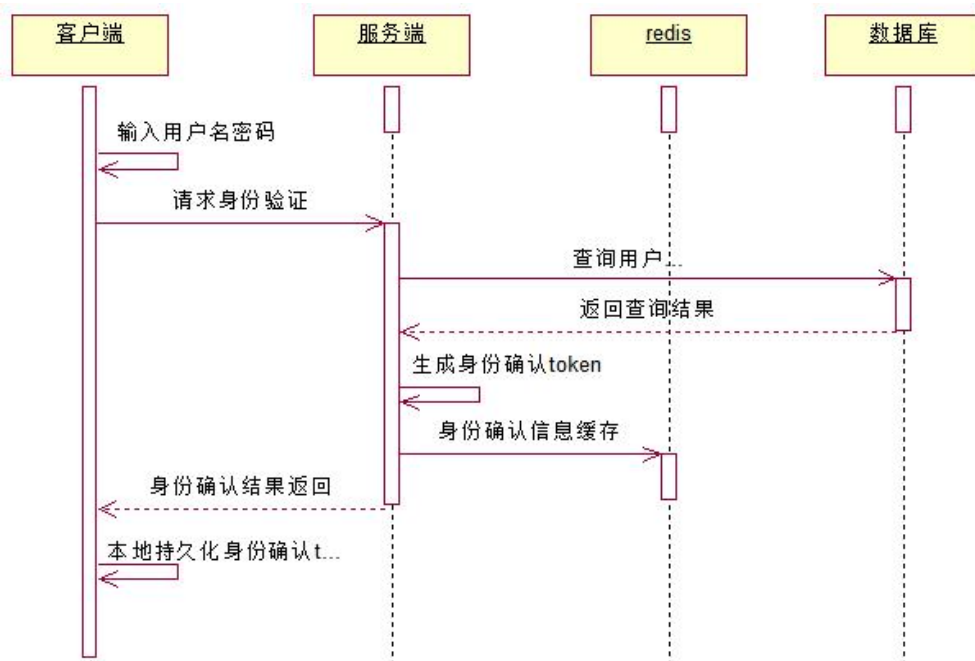 客户端
服务端
redis
数据库
输入用户名密码
请求身份验证
查询用户...
返回查询结果
生成身份确认token
身份确认信息缓存
身份确认结果返回
本地持久化身份确认t...